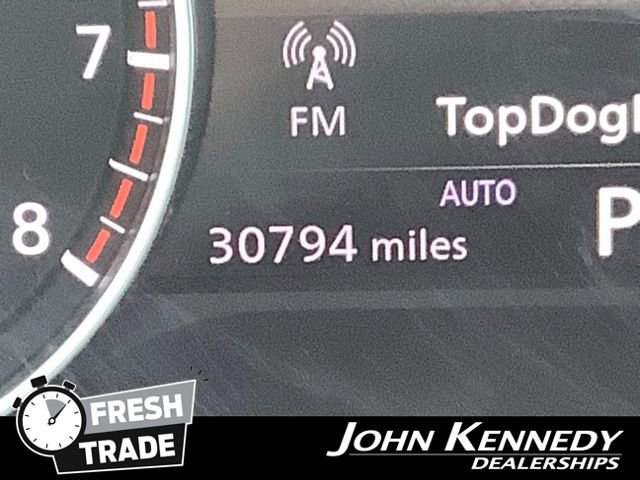 7
FM
TopDog
AUTO
8
30794 miles
P
FRESH
TRADE
JOHN KENNEDY
DEALERSHIPS